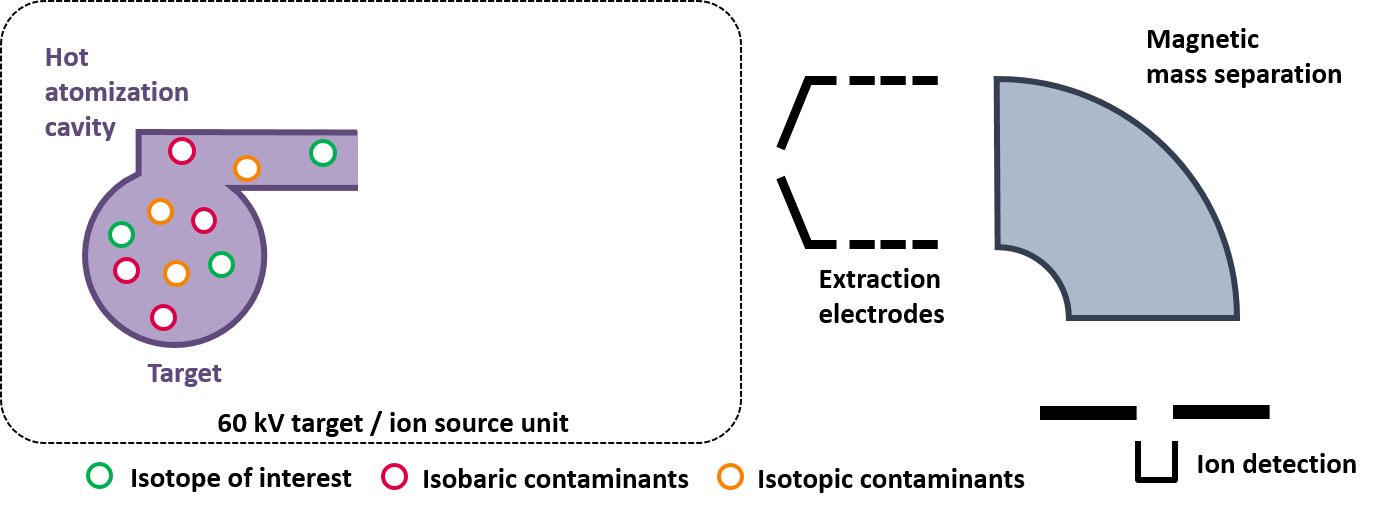 Hot
atomization
cavity
Magnetic
mass separation
Extraction
electrodes
Target
60 kV target / ion source unit
Isotope of interest
Isobaric contaminants
Isotopic contaminants
Ion detection